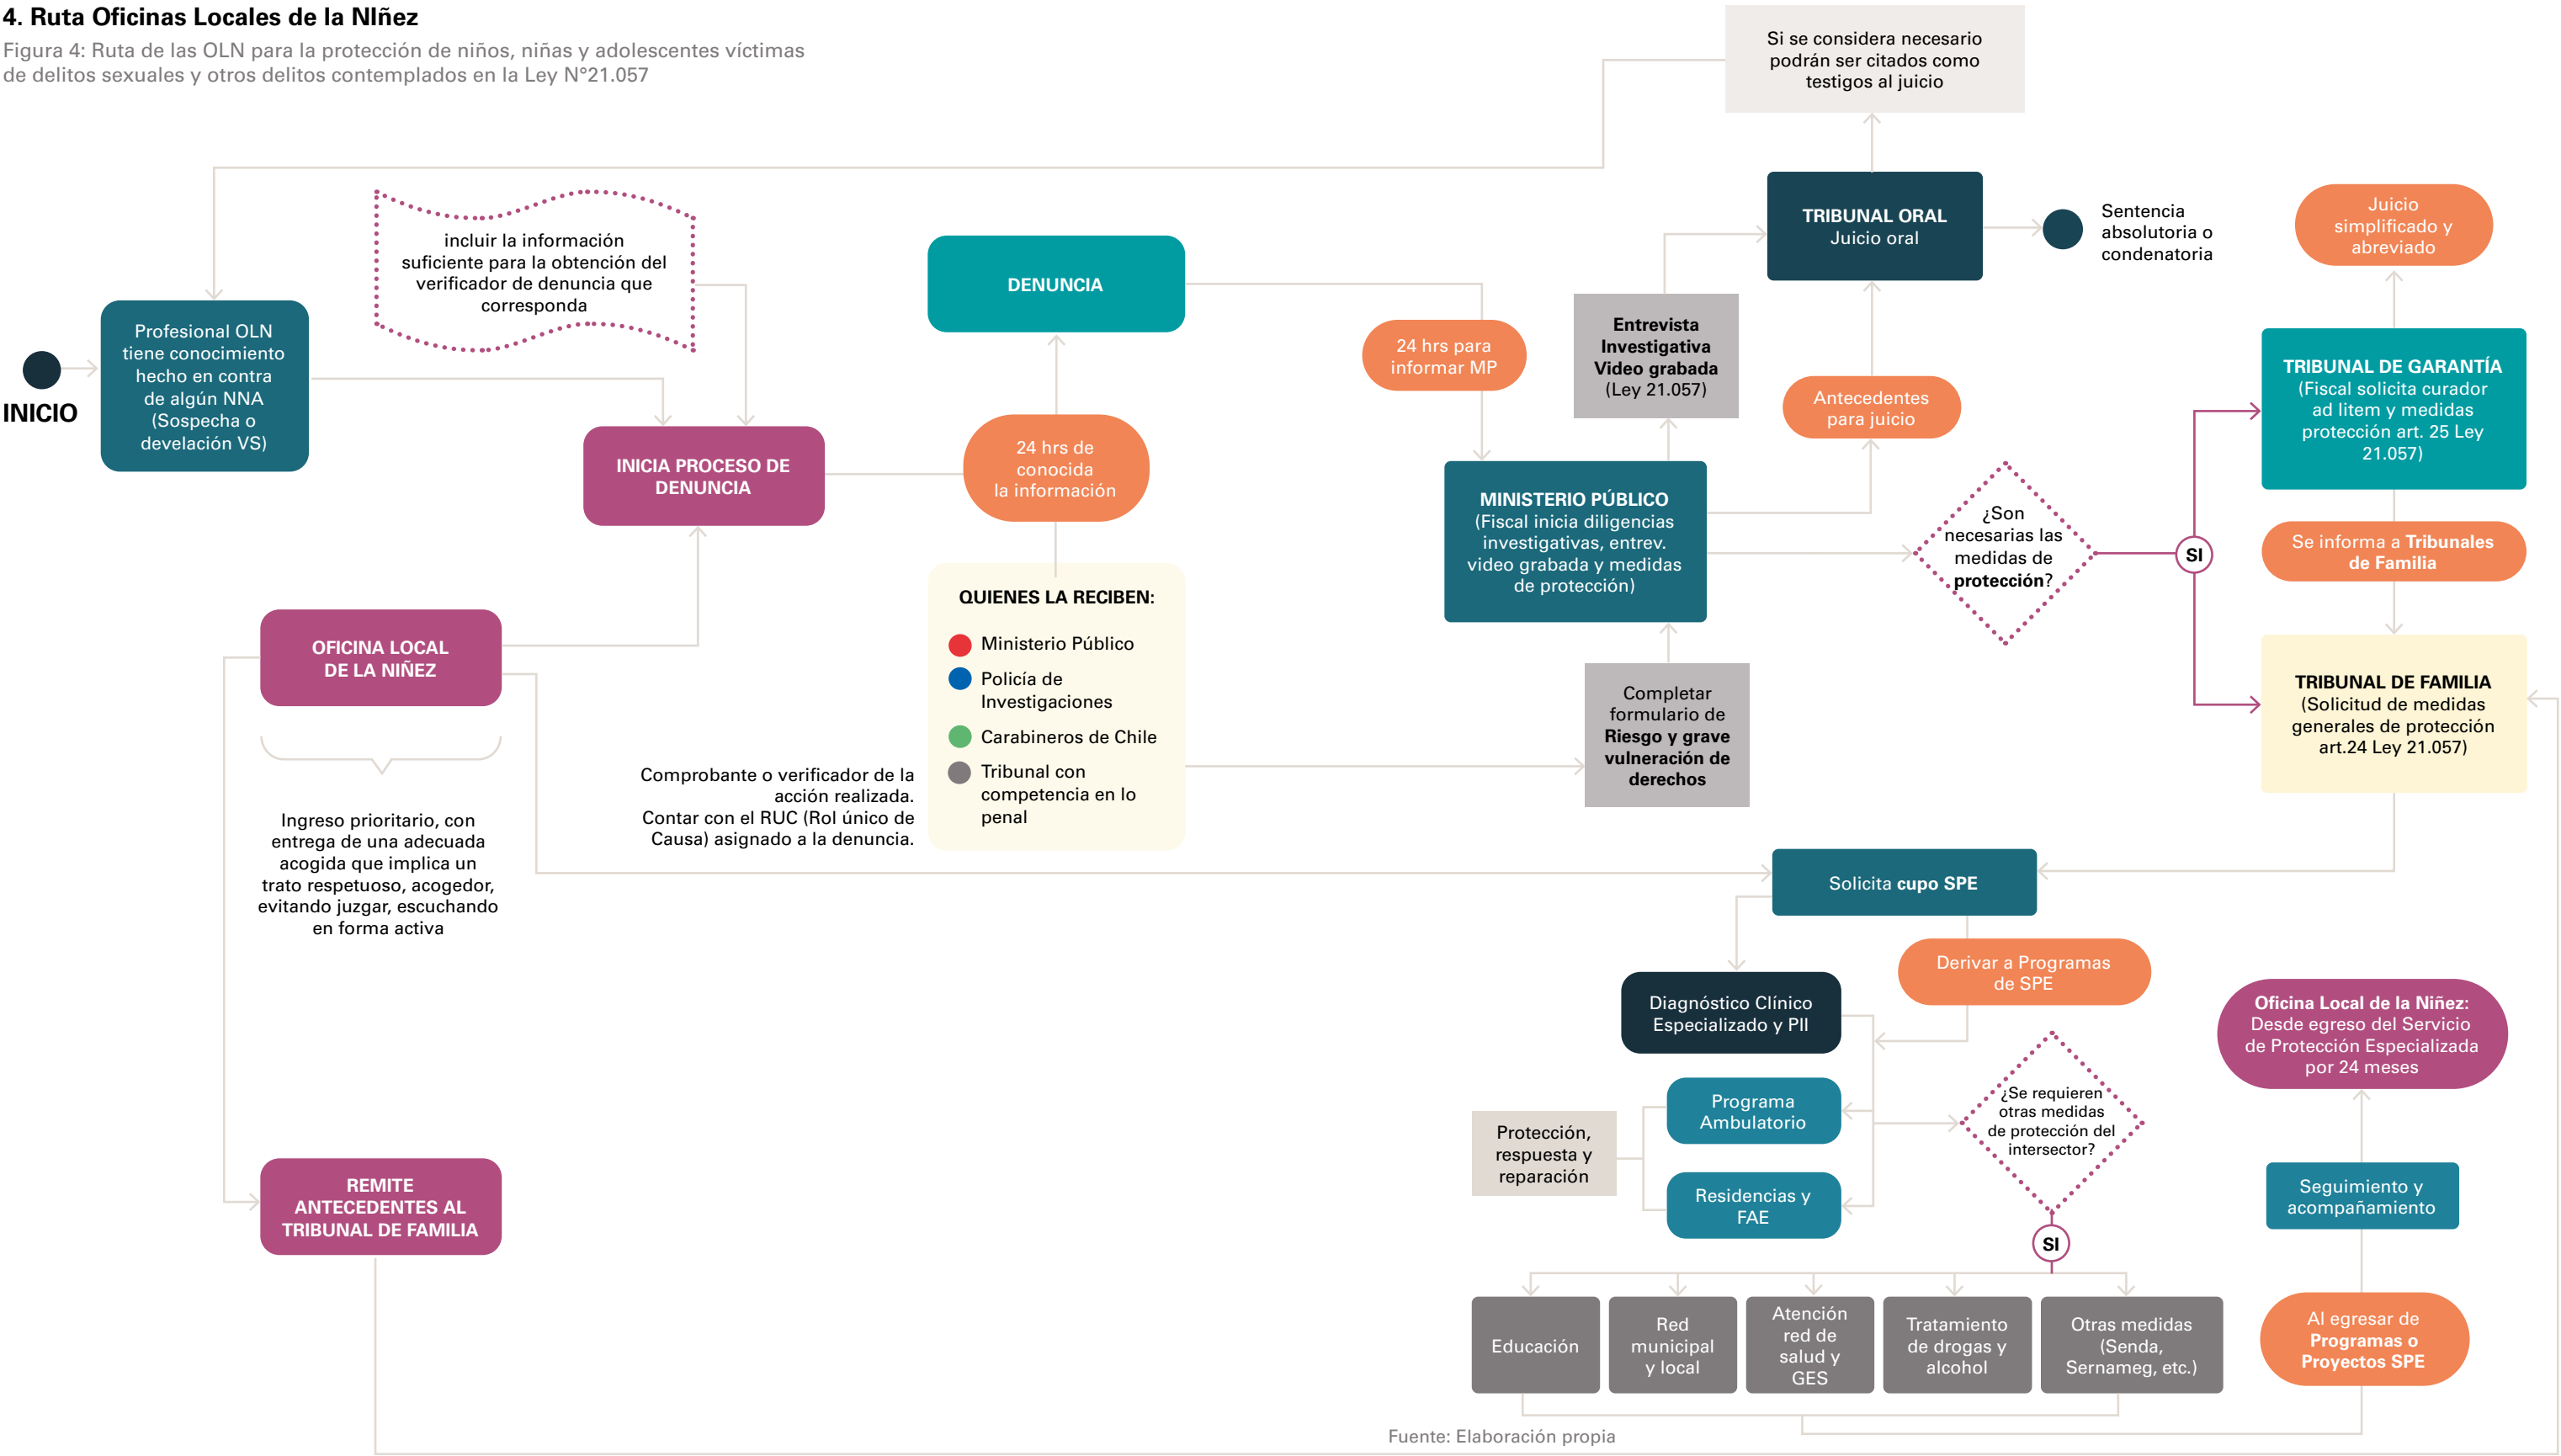 4. Ruta Oficinas Locales de la NIñez
Figura 4: Ruta de las OLN para la protección de niños, niñas y adolescentes víctimas
de delitos sexuales y otros delitos contemplados en la Ley N°21.057
Si se considera necesario
podrán ser citados como
testigos al juicio
INICIO
Profesional OLN
tiene conocimiento
hecho en contra
de algún NNA
(Sospecha o
develación VS)
incluir la información
suficiente para la obtención del
verificador de denuncia que
corresponda
INICIA PROCESO DE
DENUNCIA
DENUNCIA
24 hrs de
conocida
la información
QUIENES LA RECIBEN:
Ministerio Público
Policía de
Investigaciones
Carabineros de Chile
Tribunal con
competencia en lo
penal
Comprobante o verificador de la
acción realizada.
Contar con el RUC (Rol único de
Causa) asignado a la denuncia.
OFICINA LOCAL
DE LA NIÑEZ
Ingreso prioritario, con
entrega de una adecuada
acogida que implica un
trato respetuoso, acogedor,
evitando juzgar, escuchando
en forma activa
REMITE
ANTECEDENTES AL
TRIBUNAL DE FAMILIA
24 hrs para
informar MP
MINISTERIO PÚBLICO
(Fiscal inicia diligencias
investigativas, entrev.
video grabada y medidas
de protección)
Entrevista
Investigativa
Video grabada
(Ley 21.057)
Antecedentes
para juicio
TRIBUNAL ORAL
Juicio oral
Sentencia
absolutoria o
condenatoria
Completar
formulario de
Riesgo y grave
vulneración de
derechos
¿Son
necesarias las
medidas de
protección?
SI
Juicio
simplificado y
abreviado
TRIBUNAL DE GARANTÍA
(Fiscal solicita curador
ad litem y medidas
protección art. 25 Ley
21.057)
Se informa a Tribunales
de Familia
TRIBUNAL DE FAMILIA
(Solicitud de medidas
generales de protección
art.24 Ley 21.057)
Solicita cupo SPE
Derivar a Programas
de SPE
Diagnóstico Clínico
Especializado y PII
Programa
Ambulatorio
Residencias y
FAE
Protección,
respuesta y
reparación
¿Se requieren
otras medidas
de protección del
intersector?
SI
Educación
Red
municipal
y local
Atención
red de
salud y
GES
Tratamiento
de drogas y
alcohol
Otras medidas
(Senda,
Sernameg, etc.)
Oficina Local de la Niñez:
Desde egreso del Servicio
de Protección Especializada
por 24 meses
Seguimiento y
acompañamiento
Al egresar de
Programas o
Proyectos SPE
Fuente: Elaboración propia